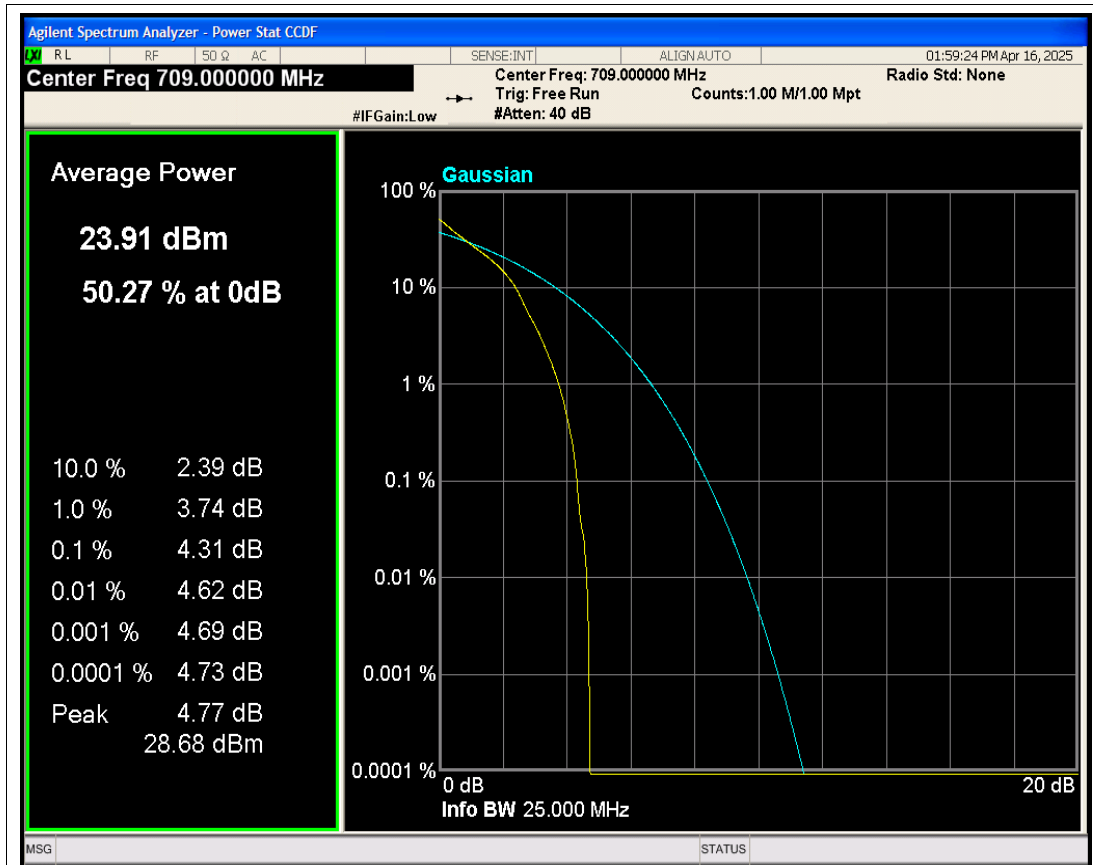 Agilent Spectrum Analyzer - Power Stat CCDF
LXI RL RF 50 Ω AC SENSE:INT ALIGN AUTO 01:59:24 PM Apr 16, 2025
Center Freq 709.000000 MHz
Center Freq: 709.000000 MHz Radio Std: None
Trig: Free Run Counts:1.00 M/1.00 Mpt
#IFGain:Low #Atten: 40 dB
Average Power
23.91 dBm
50.27 % at 0dB
10.0 % 2.39 dB
1.0 % 3.74 dB
0.1 % 4.31 dB
0.01 % 4.62 dB
0.001 % 4.69 dB
0.0001 % 4.73 dB
Peak 4.77 dB
28.68 dBm
Gaussian
100 %
10 %
1 %
0.1 %
0.01 %
0.001 %
0.0001 %
0 dB 20 dB
Info BW 25.000 MHz
MSG STATUS